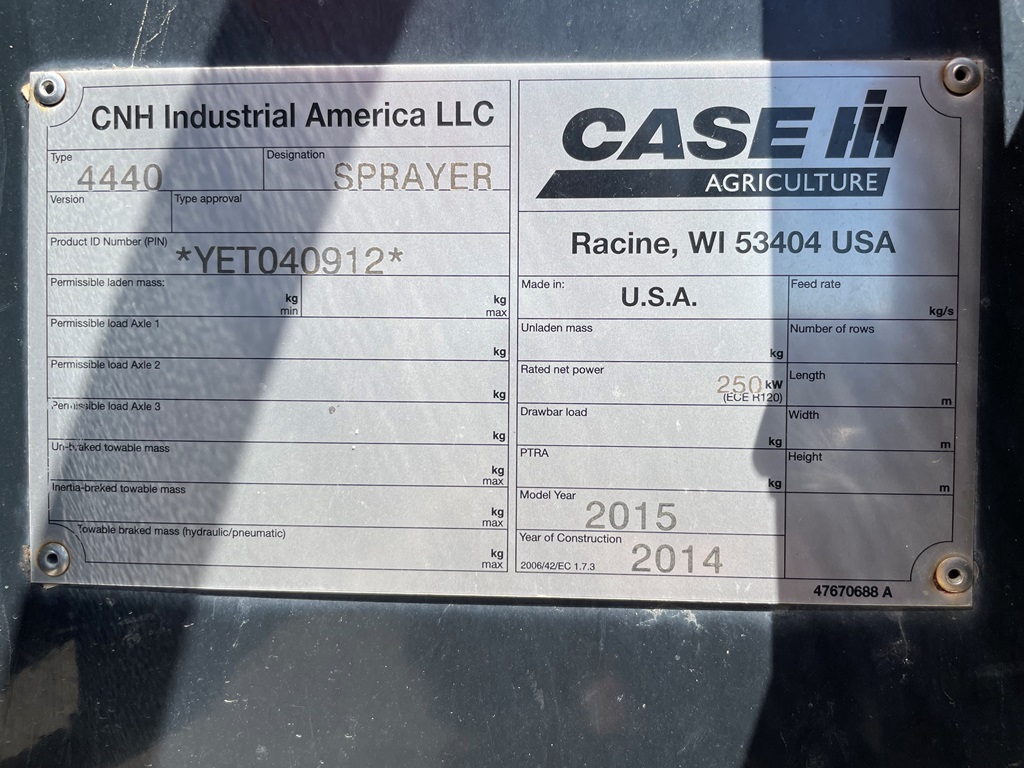 CNH Industrial America LLC
Type
4440
Designation
SPRAYER
Version
Type approval
Product ID Number (PIN)
*YET040912*
Permissible laden mass:
kg
min
kg
max
Permissible load Axle 1
kg
Permissible load Axle 2
kg
Permissible load Axle 3
kg
Un-braked towable mass
kg
max
Inertia-braked towable mass
kg
max
Towable braked mass (hydraulic/pneumatic)
kg
max
CASE IH
AGRICULTURE
Racine, WI 53404 USA
Made in:
U.S.A.
Feed rate
kg/s
Unladen mass
kg
Number of rows
Rated net power
250 kW
(ECE R120)
Length
m
Drawbar load
kg
Width
m
PTRA
kg
Height
m
Model Year
2015
Year of Construction
2006/42/EC 1.7.3
2014
47670688 A